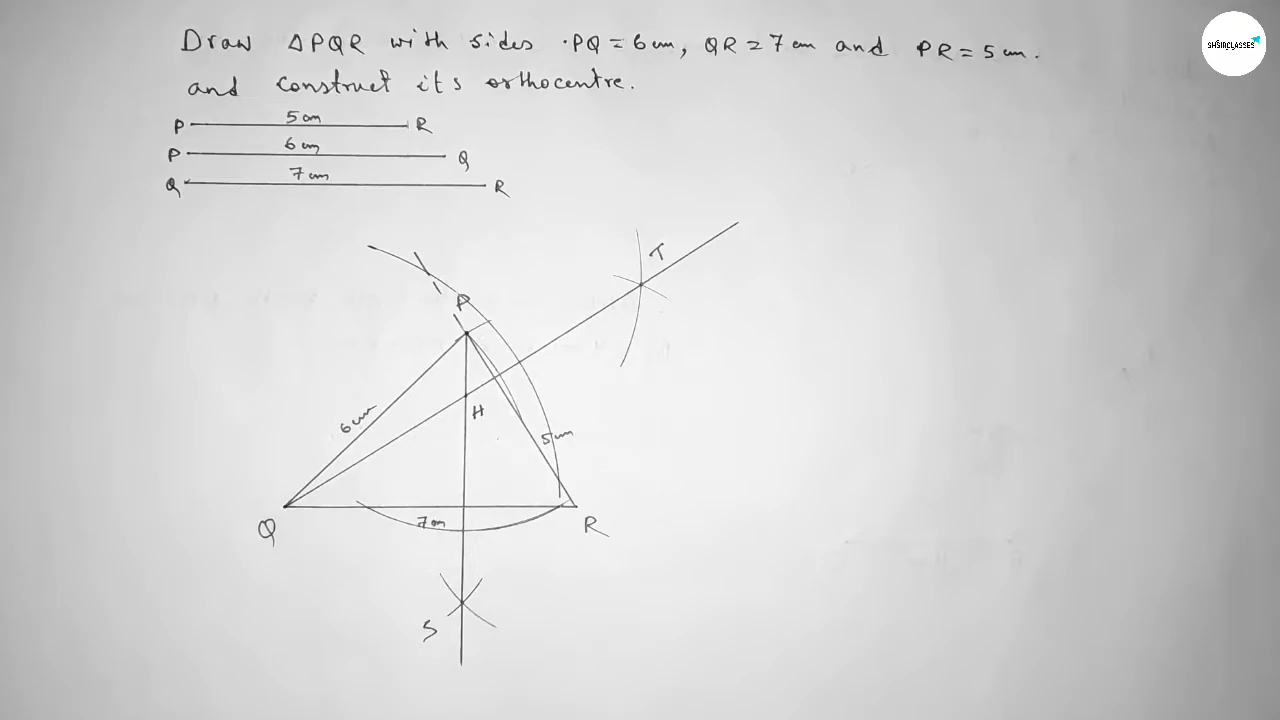 Draw ΔPQR with sides .PQ = 6 cm, QR = 7 cm and PR = 5 cm.
and construct its orthocentre.
SHSIRCLASSES
P 5 cm R
P 6 cm Q
Q 7 cm R
T
P
H
6 cm
5 cm
Q
7 cm
R
S